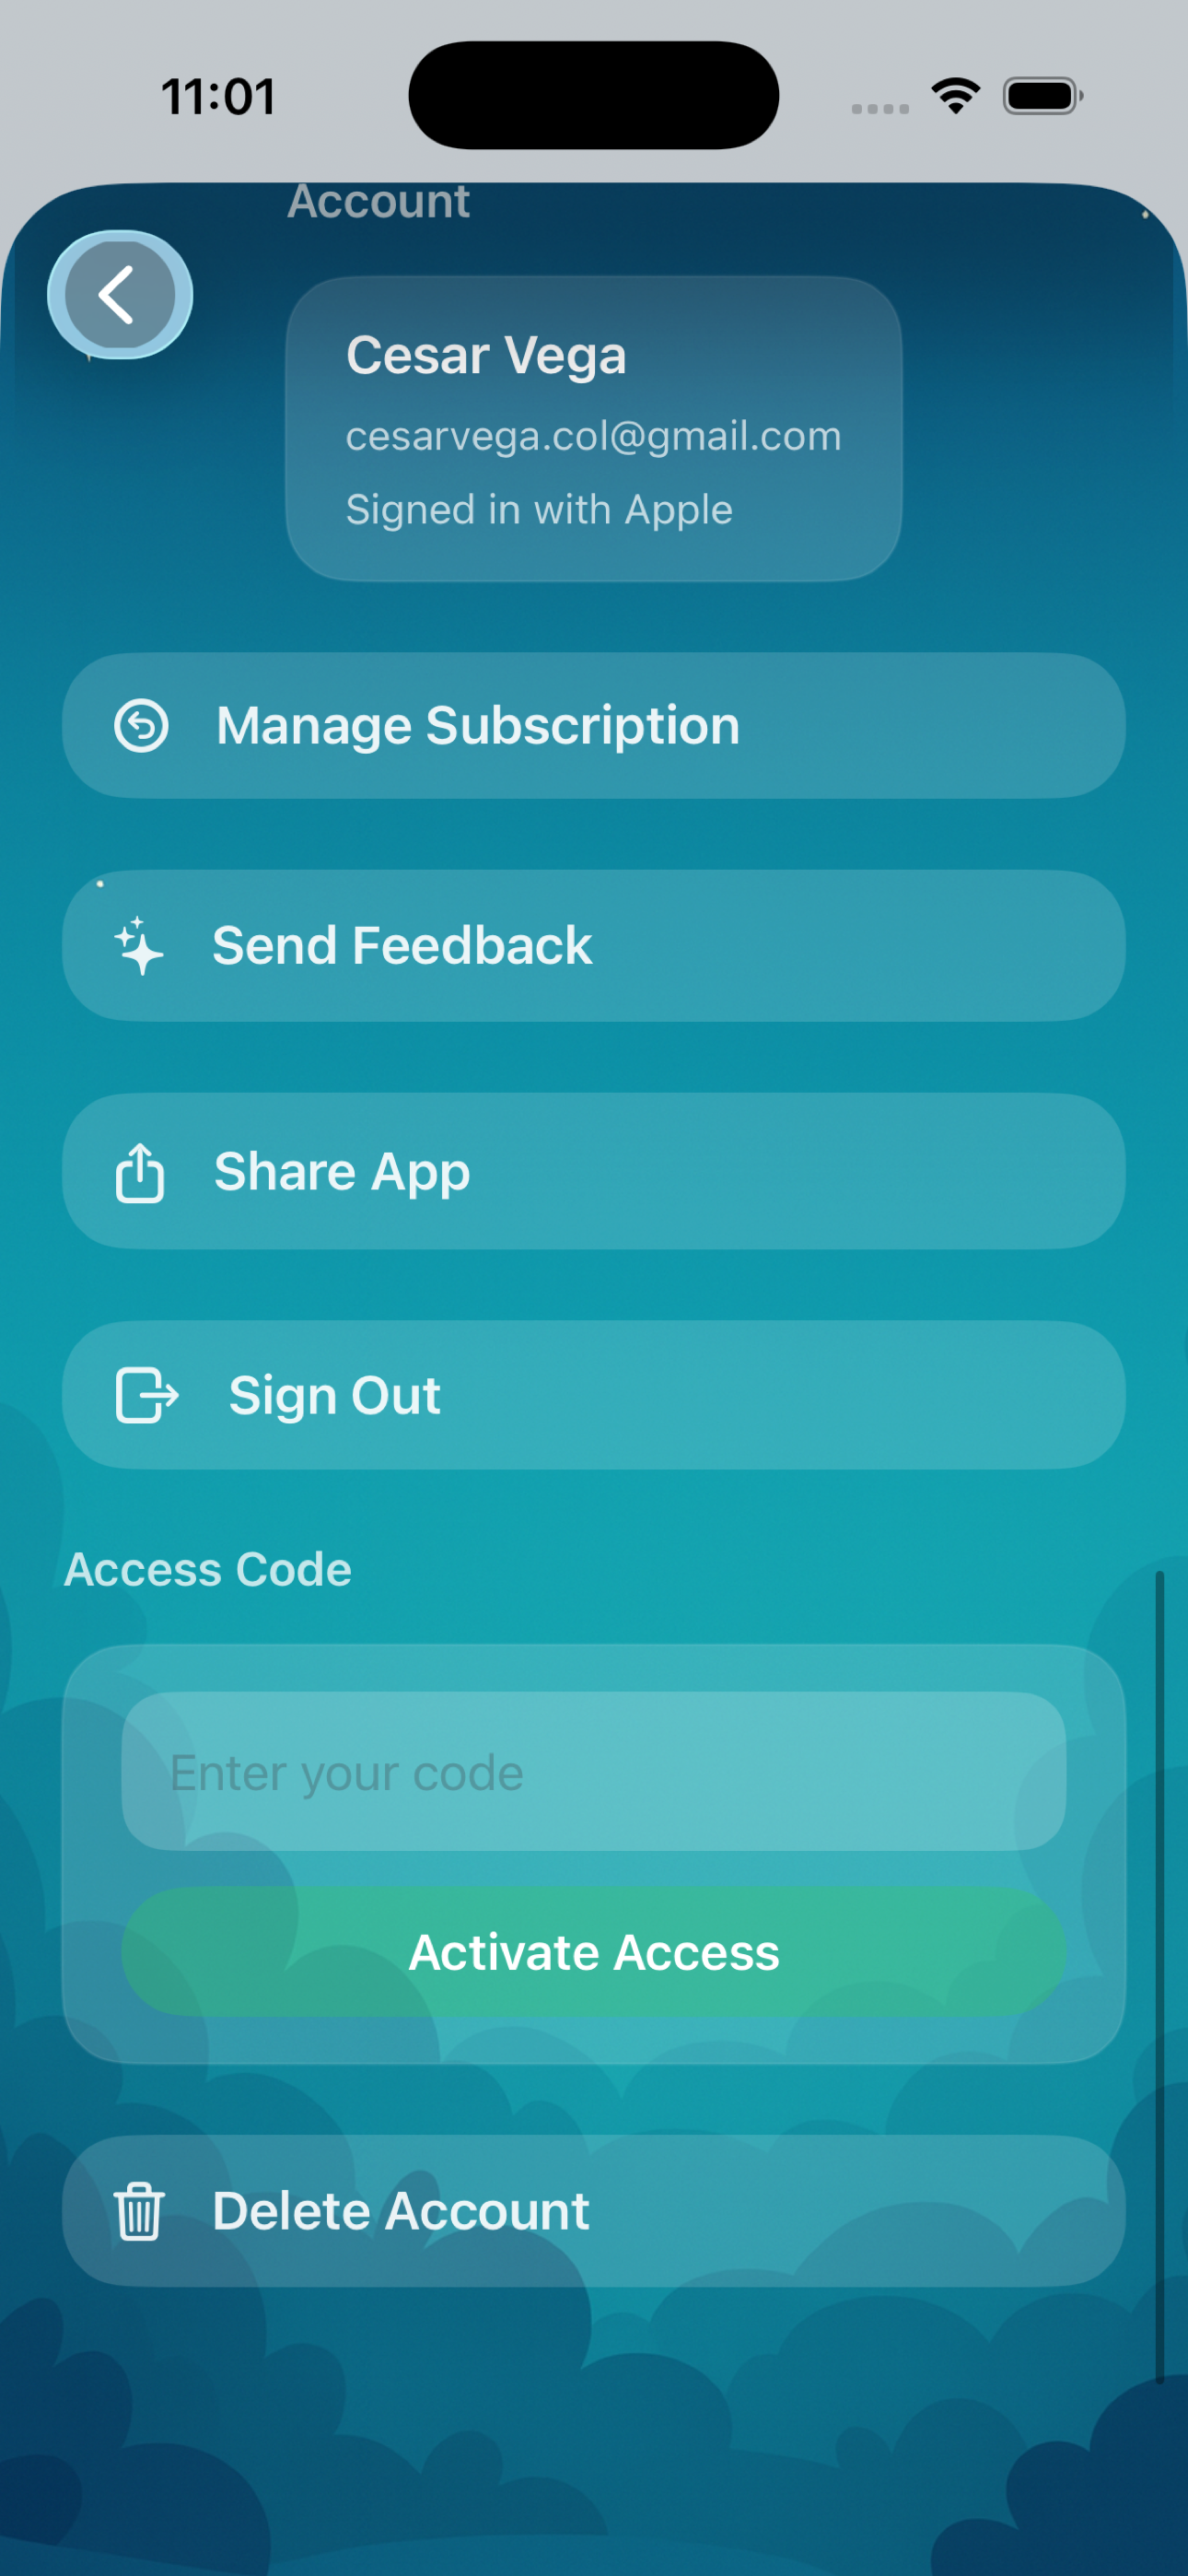 11:01
Account
Cesar Vega
cesarvega.col@gmail.com
Signed in with Apple
Manage Subscription
Send Feedback
Share App
Sign Out
Access Code
Enter your code
Activate Access
Delete Account